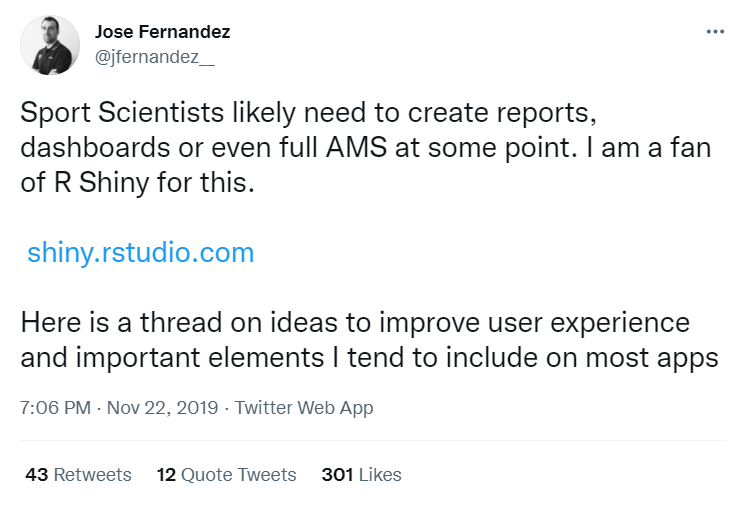 Jose Fernandez
@jfernandez__
Sport Scientists likely need to create reports,
dashboards or even full AMS at some point. I am a fan
of R Shiny for this.
shiny.rstudio.com
Here is a thread on ideas to improve user experience
and important elements I tend to include on most apps
7:06 PM · Nov 22, 2019 · Twitter Web App
43 Retweets 12 Quote Tweets 301 Likes